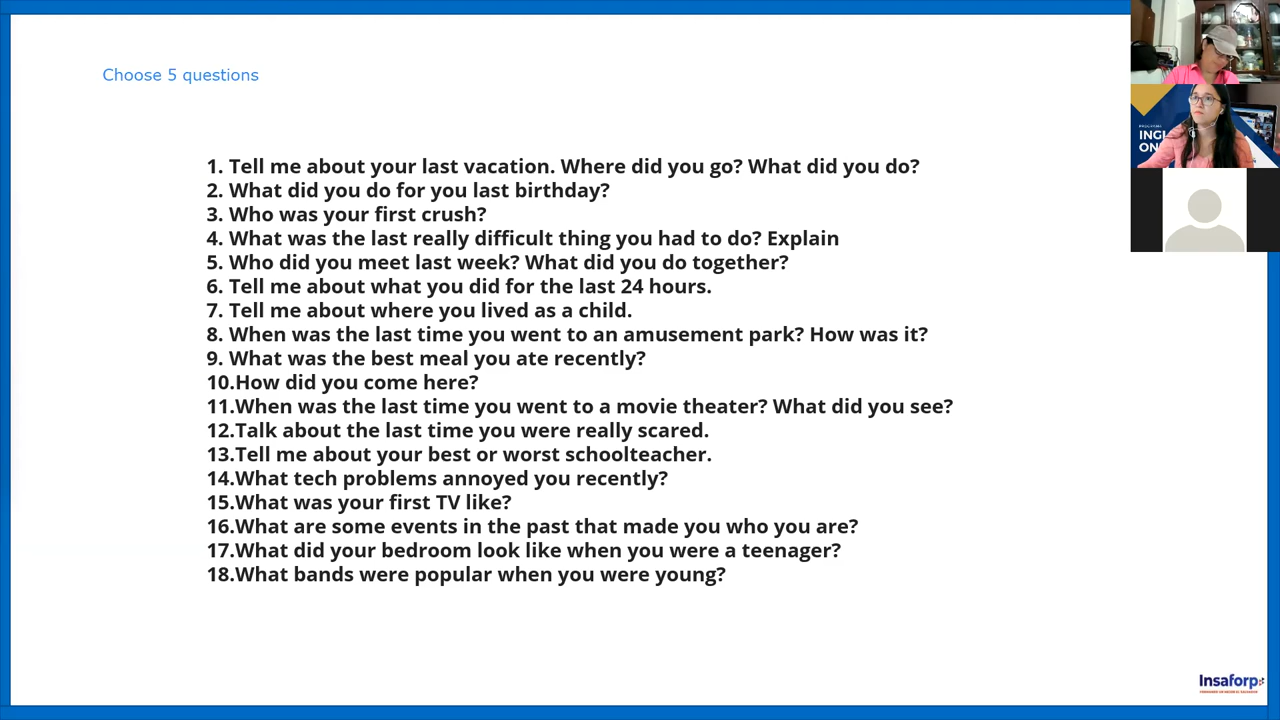 Choose 5 questions
1. Tell me about your last vacation. Where did you go? What did you do?
2. What did you do for you last birthday?
3. Who was your first crush?
4. What was the last really difficult thing you had to do? Explain
5. Who did you meet last week? What did you do together?
6. Tell me about what you did for the last 24 hours.
7. Tell me about where you lived as a child.
8. When was the last time you went to an amusement park? How was it?
9. What was the best meal you ate recently?
10.How did you come here?
11.When was the last time you went to a movie theater? What did you see?
12.Talk about the last time you were really scared.
13.Tell me about your best or worst schoolteacher.
14.What tech problems annoyed you recently?
15.What was your first TV like?
16.What are some events in the past that made you who you are?
17.What did your bedroom look like when you were a teenager?
18.What bands were popular when you were young?
Insaforp